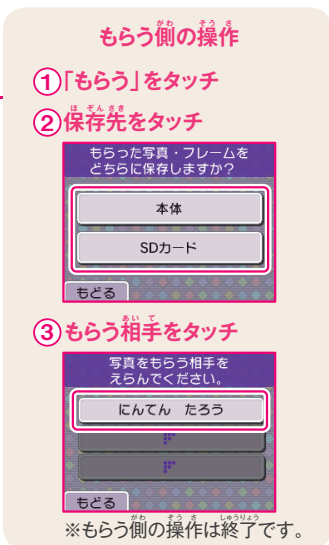 もらう側の操作
①「もらう」をタッチ
②保存先をタッチ
もらった写真・フレームを
どちらに保存しますか？
本体
SDカード
もどる
③もらう相手をタッチ
写真をもらう相手を
えらんでください。
にんてん　たろう
もどる
※もらう側の操作は終了です。